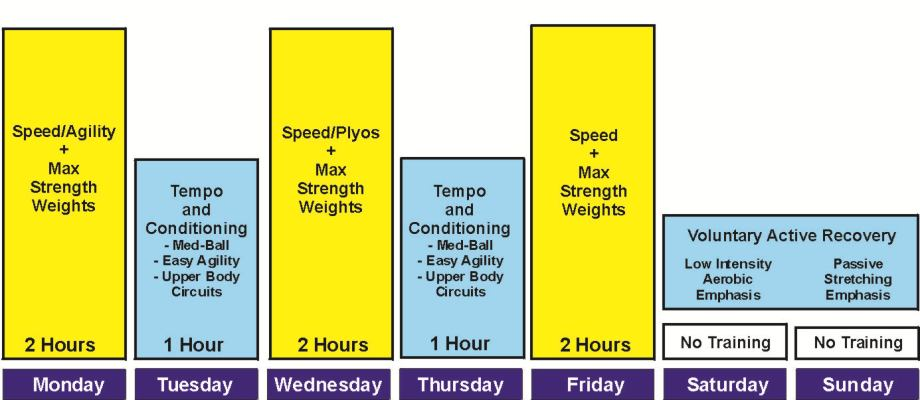 Speed/Agility
+
Max
Strength
Weights
2 Hours
Monday
Tempo
and
Conditioning
- Med-Ball
- Easy Agility
- Upper Body
Circuits
1 Hour
Tuesday
Speed/Plyos
+
Max
Strength
Weights
2 Hours
Wednesday
Tempo
and
Conditioning
- Med-Ball
- Easy Agility
- Upper Body
Circuits
1 Hour
Thursday
Speed
+
Max
Strength
Weights
2 Hours
Friday
Voluntary Active Recovery
Low Intensity
Aerobic
Emphasis
Passive
Stretching
Emphasis
No Training
Saturday
No Training
Sunday